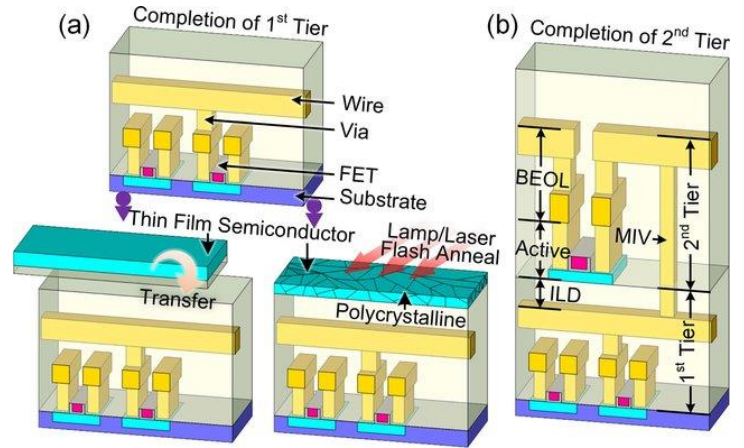 (a)
Completion of 1st Tier
Wire
Via
FET
Substrate
Thin Film Semiconductor
Transfer
Lamp/Laser
Flash Anneal
Polycrystalline
(b)
Completion of 2nd Tier
BEOL
Active
ILD
MIV
2nd Tier
1st Tier